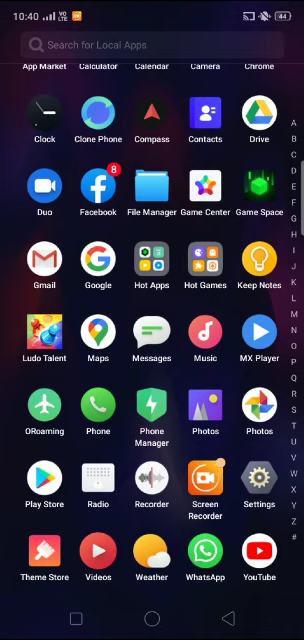 10:40
VO
LTE
44
Search for Local Apps
App Market Calculator Calendar Camera Chrome
Clock Clone Phone Compass Contacts Drive
8
Duo Facebook File Manager Game Center Game Space
Gmail Google Hot Apps Hot Games Keep Notes
Ludo Talent Maps Messages Music MX Player
ORoaming Phone Phone Manager Photos Photos
Play Store Radio Recorder Screen Recorder Settings
Theme Store Videos Weather WhatsApp YouTube
A
B
C
D
E
F
G
H
I
J
K
L
M
N
O
P
Q
R
S
T
U
V
W
X
Y
Z
#